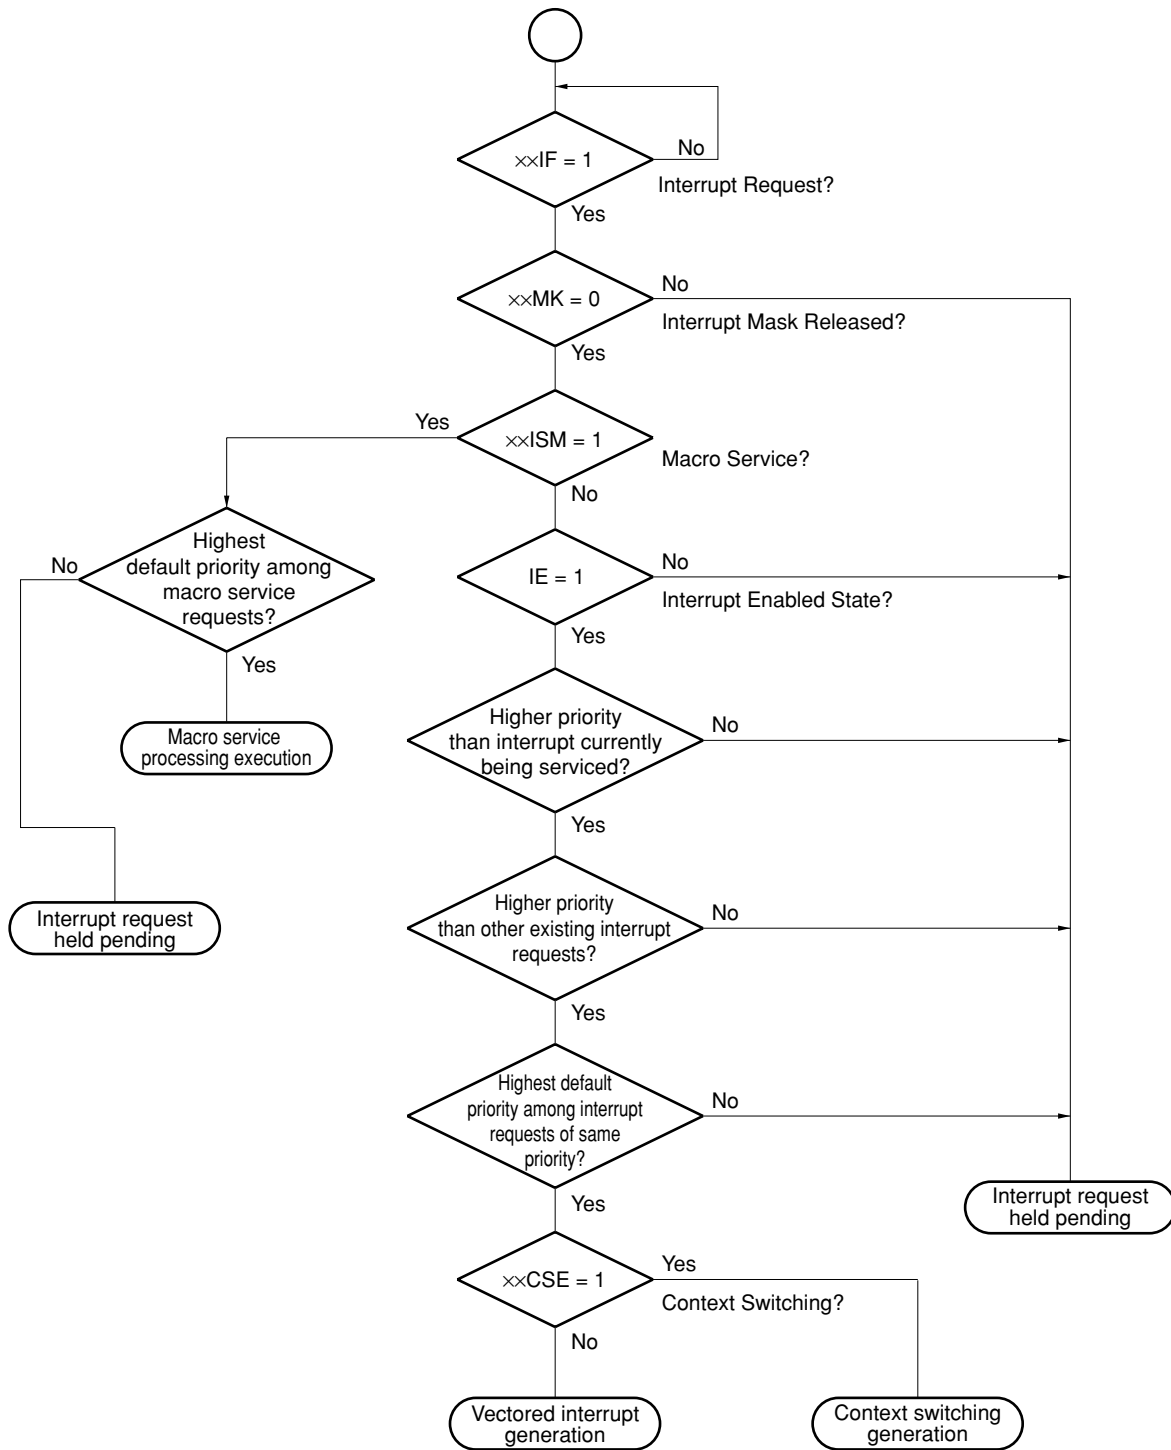 ××IF = 1
No
Interrupt Request?
Yes
××MK = 0
No
Interrupt Mask Released?
Yes
Yes
××ISM = 1
Macro Service?
No
Highest
default priority among
macro service
requests?
No
Yes
IE = 1
No
Interrupt Enabled State?
Yes
Macro service
processing execution
Higher priority
than interrupt currently
being serviced?
No
Yes
Interrupt request
held pending
Higher priority
than other existing interrupt
requests?
No
Yes
Highest default
priority among interrupt
requests of same
priority?
No
Yes
Interrupt request
held pending
××CSE = 1
Yes
Context Switching?
No
Vectored interrupt
generation
Context switching
generation